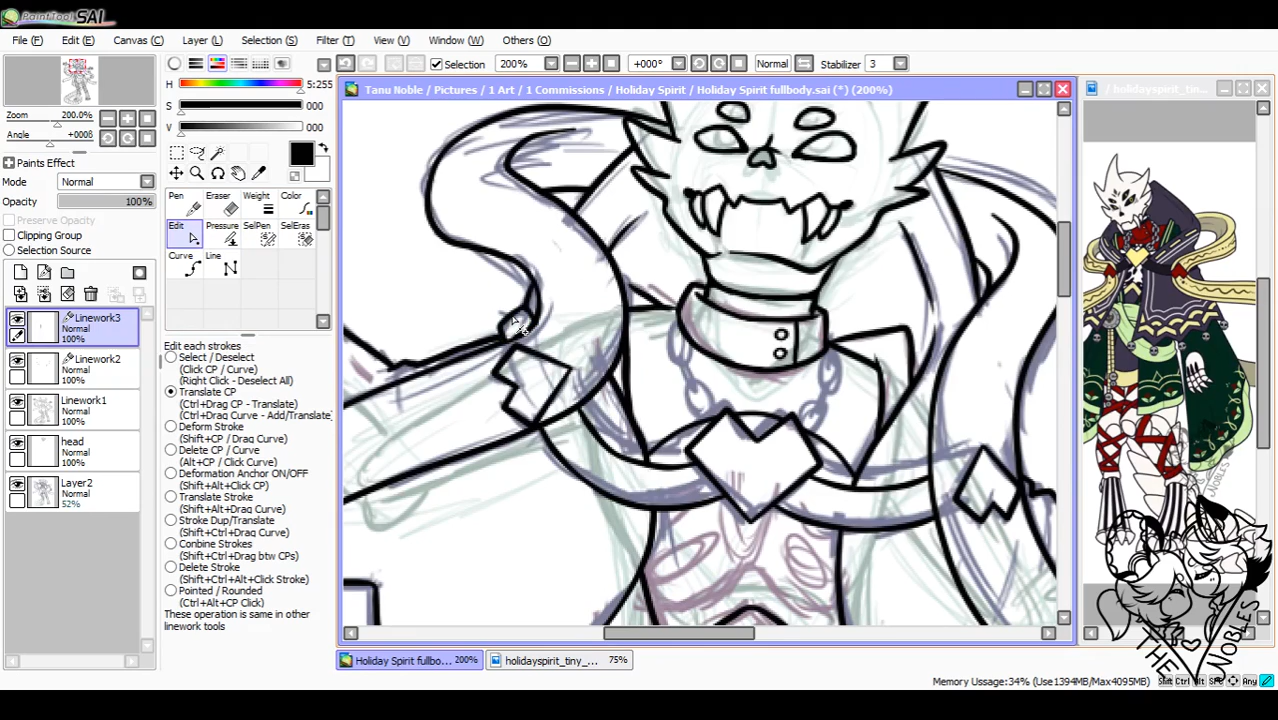 PaintTool SAI
File (F) Edit (E) Canvas (C) Layer (L) Selection (S) Filter (T) View (V) Window (W) Others (O)
Selection 200% +000° Normal Stabilizer 3
Tanu Noble / Pictures / 1 Art / 1 Commissions / Holiday Spirit / Holiday Spirit fullbody.sai (*) (200%)
/ holidayspirit_tiny_...
Zoom 200.0%
Angle +000θ
H 5:255
S 000
V 000
Paints Effect
Mode Normal
Opacity 100%
Preserve Opacity
Clipping Group
Selection Source
Pen Eraser Weight Color
Edit Pressure SelPen SelEras
Curve Line
Linework3
Normal
100%
Linework2
Normal
100%
Linework1
Normal
100%
head
Normal
100%
Layer2
Normal
52%
Edit each strokes
Select / Deselect
(Click CP / Curve)
(Right Click - Deselect All)
Translate CP
(Ctrl+Drag CP - Translate)
(Ctrl+Drag Curve - Add/Translate
Deform Stroke
(Shift+CP / Drag Curve)
Delete CP / Curve
(Alt+CP / Click Curve)
Deformation Anchor ON/OFF
(Shift+Alt+Click CP)
Translate Stroke
(Shift+Alt+Drag Curve)
Stroke Dup/Translate
(Shift+Ctrl+Drag Curve)
Conbine Strokes
(Shift+Ctrl+Drag btw CPs)
Delete Stroke
(Shift+Ctrl+Alt+Click Stroke)
Pointed / Rounded
(Ctrl+Alt+CP Click)
These operation is same in other
linework tools
Holiday Spirit fullbo... 200% holidayspirit_tiny_... 75%
Memory Ussage:34% (Use1394MB/Max4095MB) Shift Ctrl Alt SPC Any
THE NOBLES